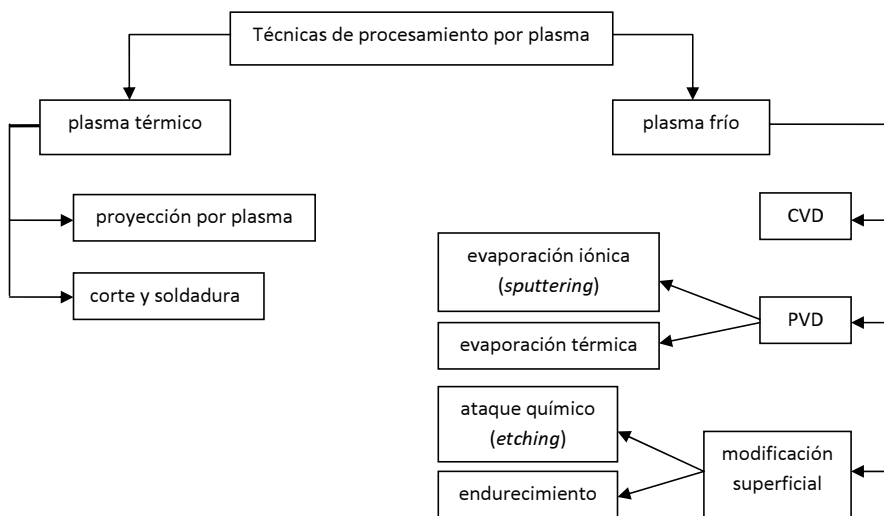 Técnicas de procesamiento por plasma
plasma térmico
plasma frío
proyección por plasma
CVD
evaporación iónica
(sputtering)
corte y soldadura
PVD
evaporación térmica
ataque químico
(etching)
modificación
superficial
endurecimiento